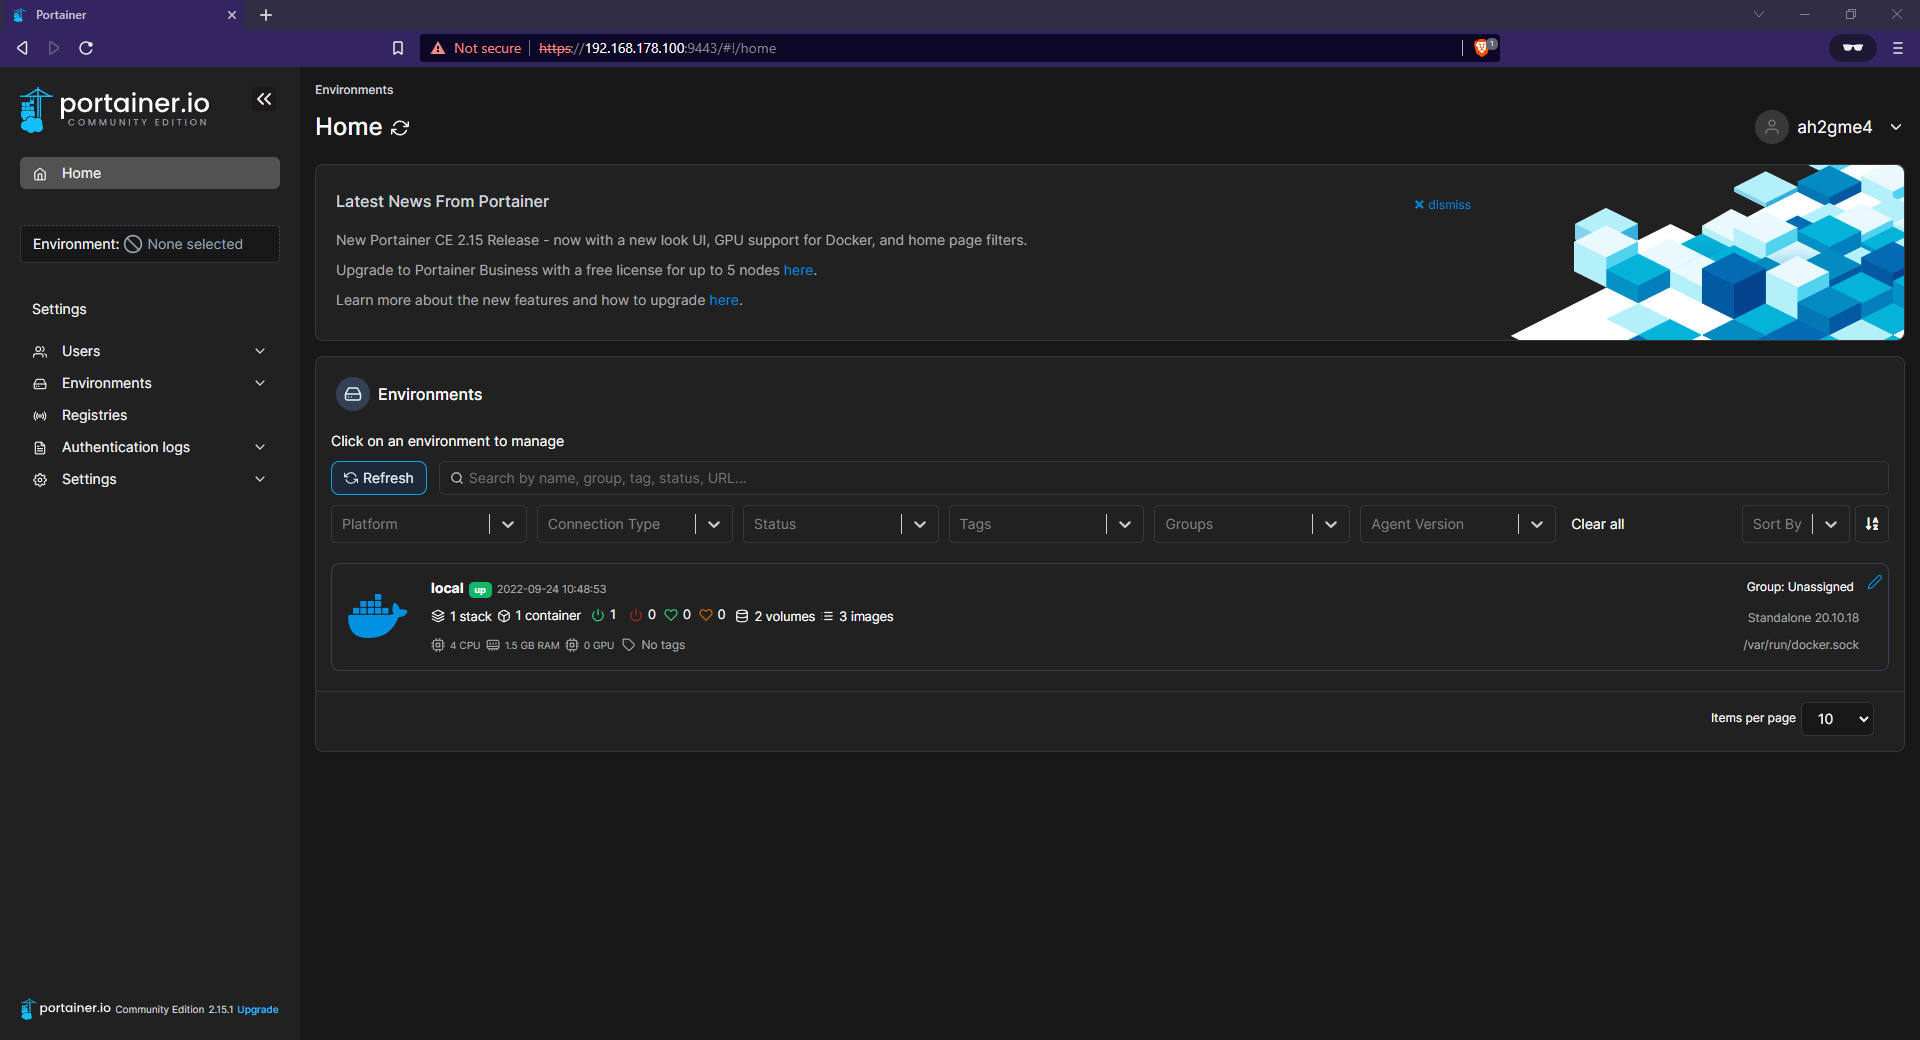 Portainer
Not secure https://192.168.178.100:9443/#!/home 1
portainer.io
COMMUNITY EDITION
Home
Environment: None selected
Settings
Users
Environments
Registries
Authentication logs
Settings
portainer.io Community Edition 2.15.1 Upgrade
Environments
Home
ah2gme4
Latest News From Portainer
dismiss
New Portainer CE 2.15 Release - now with a new look UI, GPU support for Docker, and home page filters.
Upgrade to Portainer Business with a free license for up to 5 nodes here.
Learn more about the new features and how to upgrade here.
Environments
Click on an environment to manage
Refresh
Search by name, group, tag, status, URL...
Platform Connection Type Status Tags Groups Agent Version Clear all Sort By
local up 2022-09-24 10:48:53
Group: Unassigned
1 stack 1 container 1 0 0 0 2 volumes 3 images
Standalone 20.10.18
4 CPU 1.5 GB RAM 0 GPU No tags
/var/run/docker.sock
Items per page 10